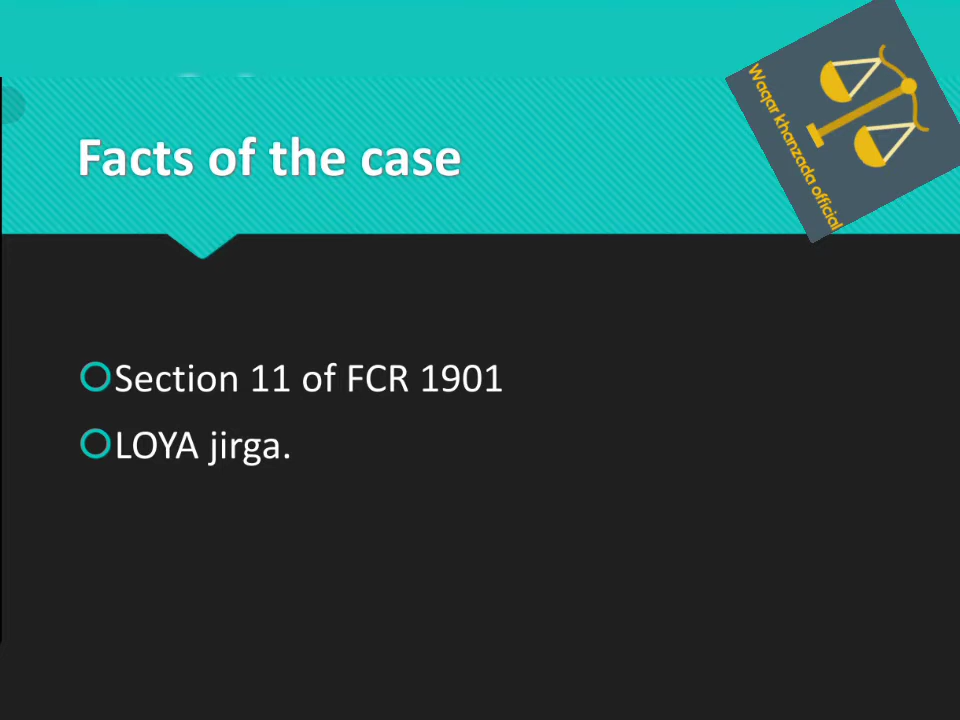 Waqar khanzada official
Facts of the case
Section 11 of FCR 1901
LOYA jirga.